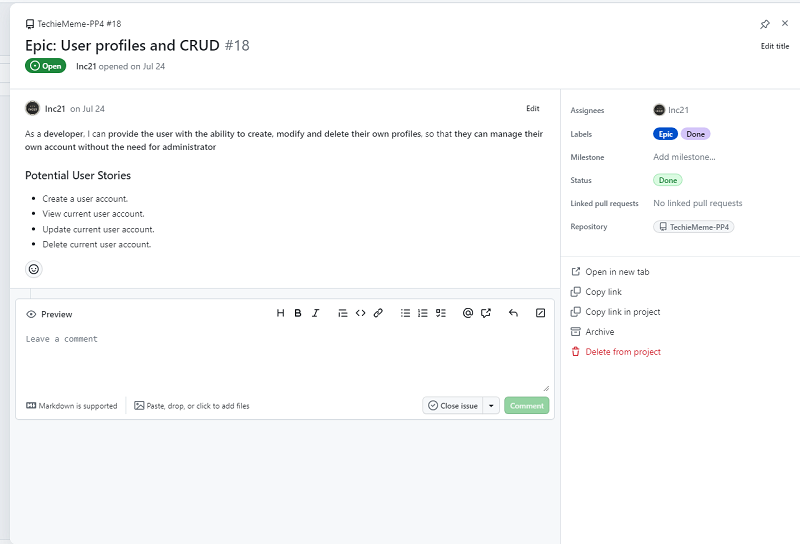 TechieMeme-PP4 #18
Epic: User profiles and CRUD #18
Edit title
Open
Inc21 opened on Jul 24
Inc21 on Jul 24
Edit
As a developer, I can provide the user with the ability to create, modify and delete their own profiles, so that they can manage their
own account without the need for administrator
Potential User Stories
Create a user account.
View current user account.
Update current user account.
Delete current user account.
Preview
Leave a comment
Markdown is supported
Paste, drop, or click to add files
Close issue
Comment
Assignees
Inc21
Labels
Epic
Done
Milestone
Add milestone...
Status
Done
Linked pull requests
No linked pull requests
Repository
TechieMeme-PP4
Open in new tab
Copy link
Copy link in project
Archive
Delete from project